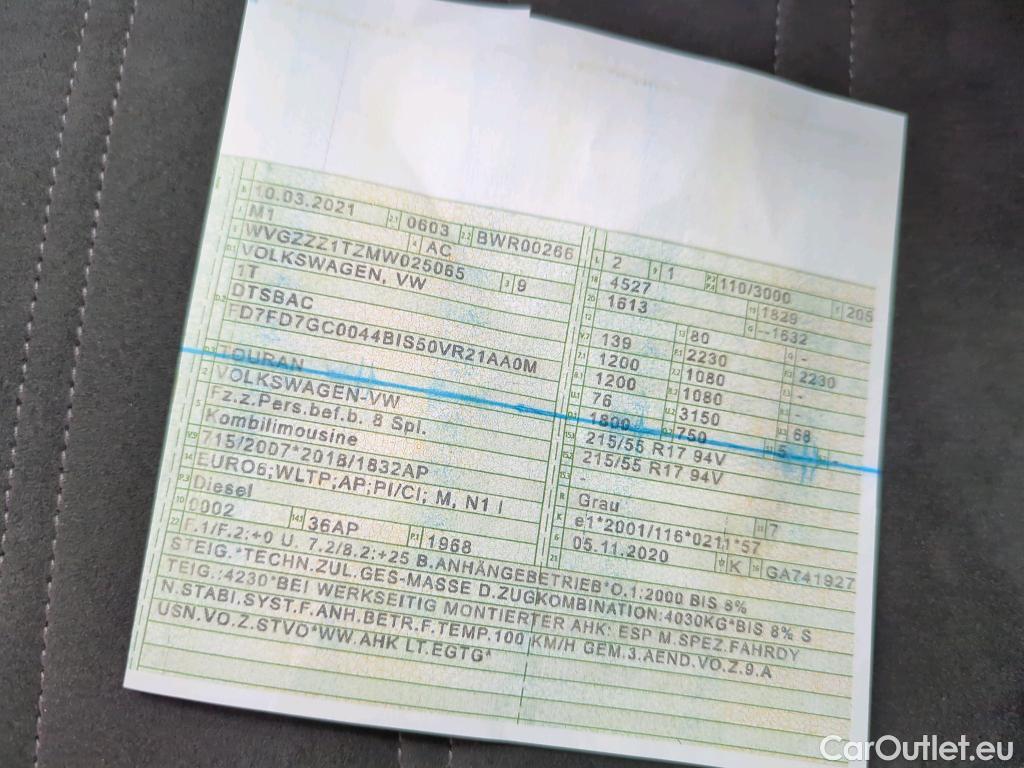 10.03.2021 0603 BWR00266
M1 AC
WVGZZZ1TZMW025065 9
VOLKSWAGEN, VW
1T
DTSBAC
FD7FD7GC0044BIS50VR21AA0M
TOURAN
VOLKSWAGEN-VW
Fz.z.Pers.bef.b. 8 Spl.
Kombilimousine
715/2007*2018/1832AP
EURO6;WLTP;AP;PI/CI; M, N1 I
Diesel
0002 36AP 1968
L 2 9 1 110/3000 205
4527 1829
1613 --1632
139 80 -
1200 2230 2230
1200 1080 -
76 1080 -
1800 3150 68
215/55 R17 94V 750 5 -
215/55 R17 94V
-
Grau 7
e1*2001/116*0211*57
05.11.2020 K GA741927
F.1/F.2:+0 U. 7.2/8.2:+25 B.ANHÄNGEBETRIEB*O.1:2000 BIS 8%
STEIG.*TECHN.ZUL.GES-MASSE D.ZUGKOMBINATION:4030KG*BIS 8% S
TEIG.:4230*BEI WERKSEITIG MONTIERTER AHK: ESP M.SPEZ.FAHRDY
N.STABI.SYST.F.ANH.BETR.F.TEMP.100 KM/H GEM.3.AEND.VO.Z.9.A
USN.VO.Z.STVO*WW.AHK LT.EGTG*
CarOutlet.eu